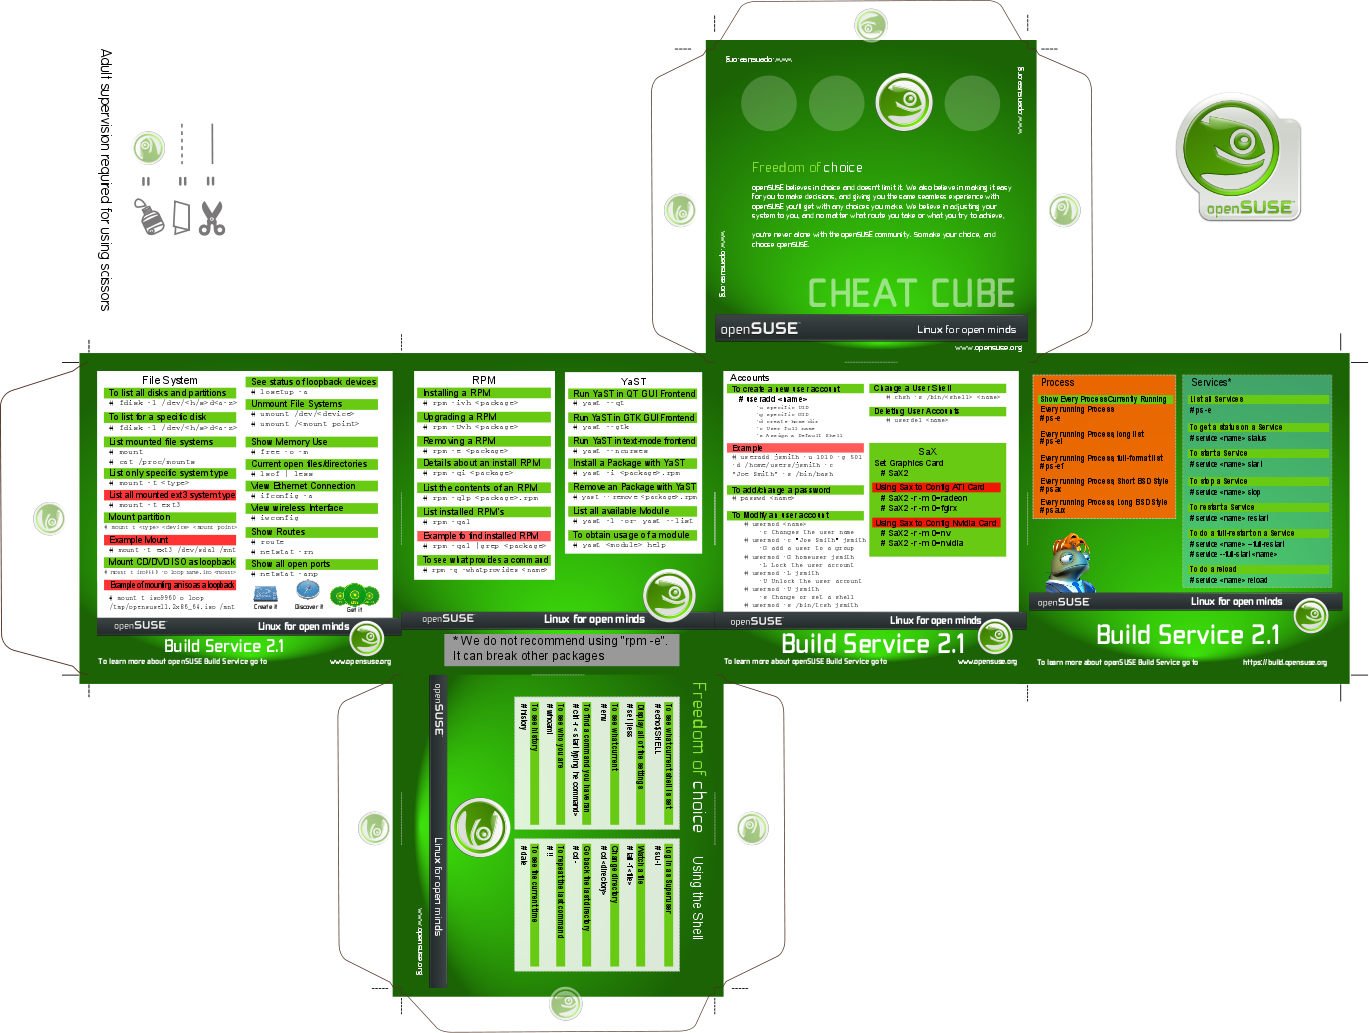 Adult supervision required for using scissors
www.opensuse.org
www.opensuse.org
Freedom of choice
openSUSE believes in choice and doesn't limit it. We also believe in making it easy
for you to make decisions, and giving you the same seamless experience with
openSUSE you'll get with any choices you make. We believe in adjusting your
system to you, and no matter what route you take or what you try to achieve,
you're never alone with the openSUSE community. So make your choice, and
choose openSUSE.
www.opensuse.org
CHEAT CUBE
openSUSE
Linux for open minds
www.opensuse.org
openSUSE
File System
To list all disks and partitions
# fdisk -l /dev/<h/s>d<a-z>
To list for a specific disk
# fdisk -l /dev/<h/s>d<a-z>
List mounted file systems
# mount
# cat /proc/mounts
List only specific system type
# mount -t <type>
List all mounted ext3 system type
# mount -t ext3
Mount partition
# mount -t <type> <device> <mount point>
Example Mount
# mount -t ext3 /dev/sda1 /mnt
Mount CD/DVD ISO as loopback
Example of mounting an iso as a loopback
# mount -t iso9660 -o loop
/tmp/opensuse11.2x86_64.iso /mnt
See status of loopback devices
# losetup -a
Unmount File Systems
# umount /dev/<device>
# umount /<mount point>
Show Memory Use
# free -o -m
Current open files/directories
# lsof | less
View Ethernet Connection
# ifconfig -a
View wireless Interface
# iwconfig
Show Routes
# route
# netstat -rn
Show all open ports
# netstat -anp
Create it
Discover it
Get it
openSUSE
Linux for open minds
Build Service 2.1
To learn more about openSUSE Build Service go to
www.opensuse.org
RPM
Installing a RPM
# rpm -ivh <package>
Upgrading a RPM
# rpm -Uvh <package>
Removing a RPM
# rpm -e <package>
Details about an install RPM
# rpm -qi <package>
List the contents of an RPM
# rpm -qlp <package>.rpm
List installed RPM's
# rpm -qal
Example to find installed RPM
# rpm -qal |grep <package>
To see what provides a command
# rpm -q -whatprovides <name>
YaST
Run YaST in QT GUI Frontend
# yast --qt
Run YaST in GTK GUI Frontend
# yast --gtk
Run YaST in text-mode frontend
# yast --ncurses
Install a Package with YaST
# yast -i <package>.rpm
Remove an Package with YaST
# yast --remove <package>.rpm
List all available Module
# yast -l -or- yast --list
To obtain usage of a module
# yast <module> help
openSUSE
Linux for open minds
* We do not recommend using "rpm -e".
It can break other packages
Accounts
To create a new user account
# useradd <name>
-u specific UID
-g specific GID
-d create home dir
-c User full name
-s Assign a Default Shell
Example
# useradd jsmith -u 1010 -g 501
-d /home/users/jsmith -c
"Joe Smith" -s /bin/bash
To add/change a password
# passwd <name>
To Modify an user account
# usermod <name>
-c Changes the user name
# usermod -c "Joe Smith" jsmith
-G add a user to a group
# usermod -G homeuser jsmith
-L Lock the user account
# usermod -L jsmith
-U Unlock the user account
# usermod -U jsmith
-s Change or set a shell
# usermod -s /bin/tcsh jsmith
Change a User Shell
# chsh -s /bin/<shell> <name>
Deleting User Accounts
# userdel <name>
SaX
Set Graphics Card
# SaX2
Using Sax to Config ATI Card
# SaX2 -r -m 0=radeon
# SaX2 -r -m 0=fglrx
Using Sax to Config Nvidia Card
# SaX2 -r -m 0=nv
# SaX2 -r -m 0=nvidia
openSUSE
Linux for open minds
Build Service 2.1
To learn more about openSUSE Build Service go to
www.opensuse.org
Process
Show Every Process Currently Running
Every running Process
# ps -e
Every running Process, long list
# ps -el
Every running Process, full-format list
# ps -ef
Every running Process, Short BSD Style
# ps ax
Every running Process, Long BSD Style
# ps aux
Services*
List all Services
# ps -e
To get a status on a Service
# service <name> status
To start a Service
# service <name> start
To stop a Service
# service <name> stop
To restart a Service
# service <name> restart
To do a full-restart on a Service
# service <name> --full-restart
# service --full-start <name>
To do a reload
# service <name> reload
openSUSE
Linux for open minds
Build Service 2.1
To learn more about openSUSE Build Service go to
https://build.opensuse.org
Freedom of choice
Using the Shell
To see what current shell is set
# echo $SHELL
Display all of the settings
# set | less
To see what current
# env
To find a command you have ran
# ctrl -r < start typing the command>
To see who you are
# whoami
To see history
# history
Log in as Superuser
# su -l
Watch a file
# tail -f <file>
Change directory
# cd <directory>
Go back the last directory
# cd -
To repeat the last command
# !!
To see the current time
# date
openSUSE
Linux for open minds
www.opensuse.org